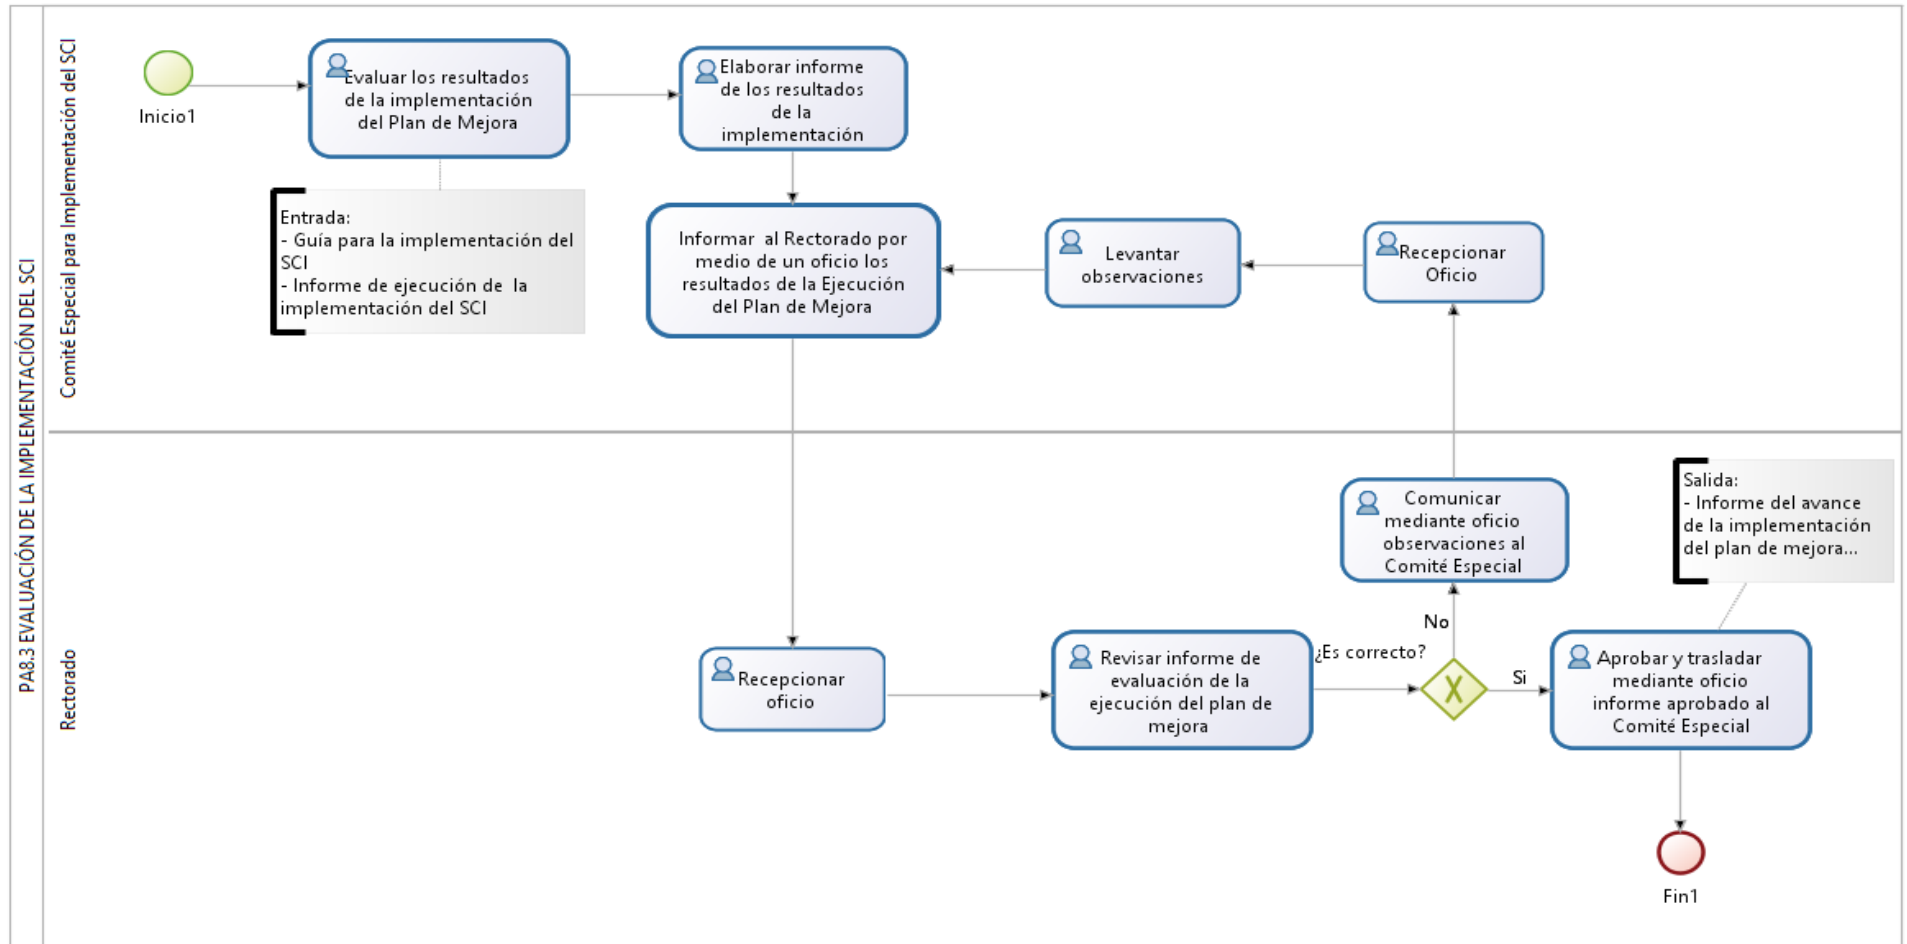 PA8.3 EVALUACIÓN DE LA IMPLEMENTACIÓN DEL SCI
Comité Especial para Implementación del SCI
Inicio1
Evaluar los resultados
de la implementación
del Plan de Mejora
Elaborar informe
de los resultados
de la
implementación
Entrada:
- Guía para la implementación del
SCI
- Informe de ejecución de  la
implementación del SCI
Informar  al Rectorado por
medio de un oficio los
resultados de la Ejecución
del Plan de Mejora
Levantar
observaciones
Recepcionar
Oficio
Rectorado
Recepcionar
oficio
Revisar informe de
evaluación de la
ejecución del plan de
mejora
¿Es correcto?
No
Si
Comunicar
mediante oficio
observaciones al
Comité Especial
Salida:
- Informe del avance
de la implementación
del plan de mejora...
Aprobar y trasladar
mediante oficio
informe aprobado al
Comité Especial
Fin1